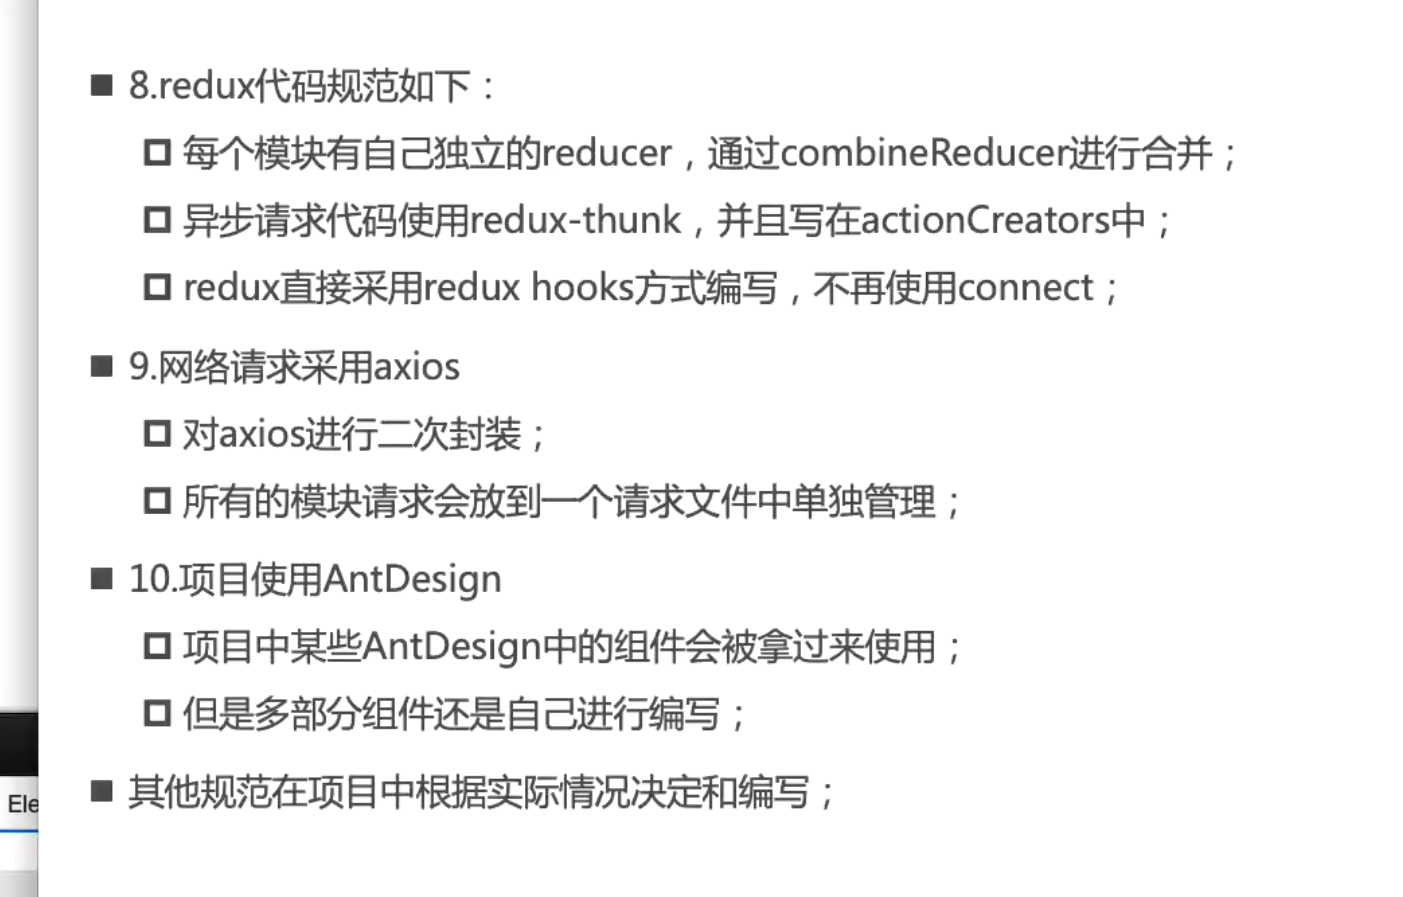 ■ 8.redux代码规范如下：
❑ 每个模块有自己独立的reducer，通过combineReducer进行合并；
❑ 异步请求代码使用redux-thunk，并且写在actionCreators中；
❑ redux直接采用redux hooks方式编写，不再使用connect；
■ 9.网络请求采用axios
❑ 对axios进行二次封装；
❑ 所有的模块请求会放到一个请求文件中单独管理；
■ 10.项目使用AntDesign
❑ 项目中某些AntDesign中的组件会被拿过来使用；
❑ 但是多部分组件还是自己进行编写；
■ 其他规范在项目中根据实际情况决定和编写；
Ele